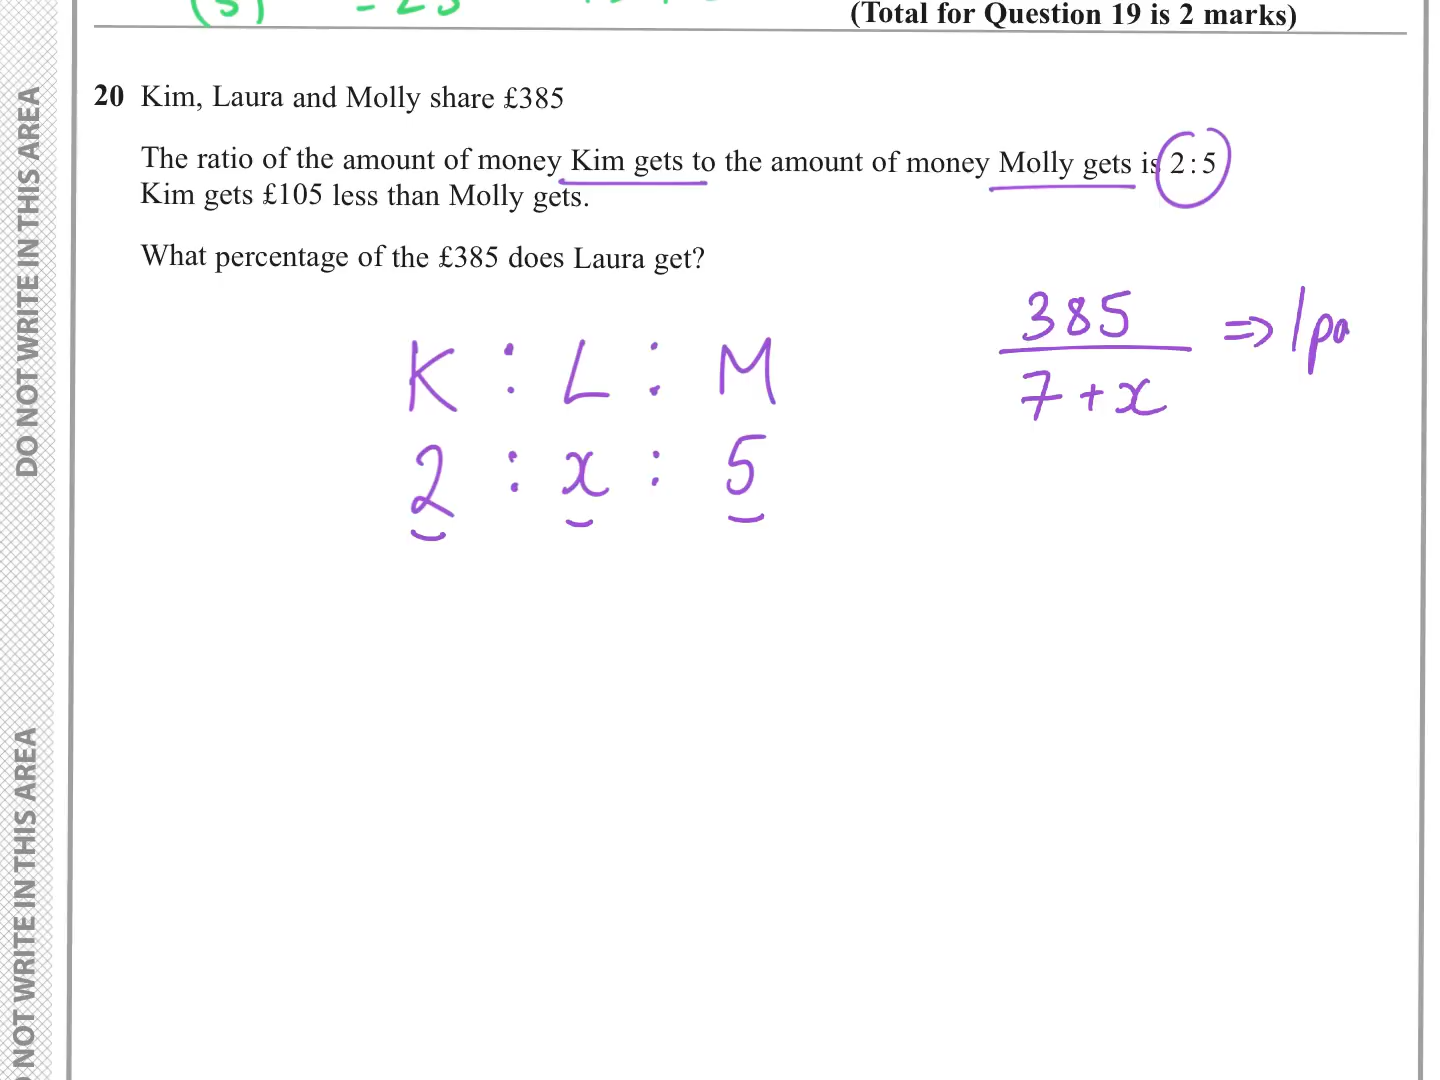 (Total for Question 19 is 2 marks)
20 Kim, Laura and Molly share £385
The ratio of the amount of money Kim gets to the amount of money Molly gets is 2 : 5
Kim gets £105 less than Molly gets.
What percentage of the £385 does Laura get?
K : L : M
2 : x : 5
385
7 + x
⇒ 1 pa
DO NOT WRITE IN THIS AREA
NOT WRITE IN THIS AREA